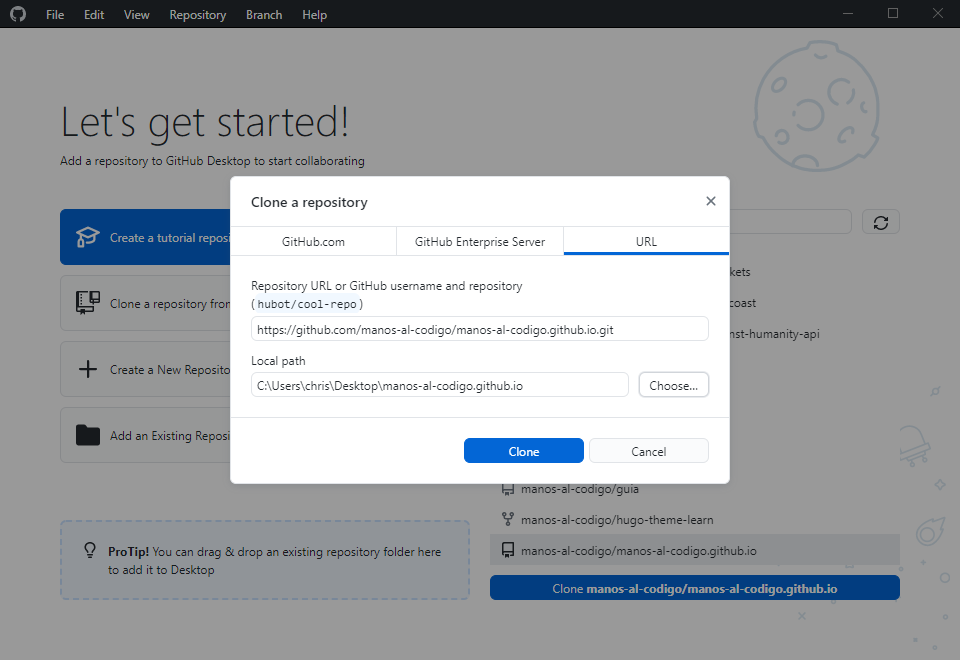 File Edit View Repository Branch Help
Let's get started!
Add a repository to GitHub Desktop to start collaborating
Create a tutorial reposi
Clone a repository fro
Create a New Reposito
Add an Existing Reposi
ProTip! You can drag & drop an existing repository folder here
to add it to Desktop
Clone a repository
GitHub.com
GitHub Enterprise Server
URL
Repository URL or GitHub username and repository
(hubot/cool-repo)
https://github.com/manos-al-codigo/manos-al-codigo.github.io.git
Local path
C:\Users\chris\Desktop\manos-al-codigo.github.io
Choose...
Clone
Cancel
kets
coast
nst-humanity-api
manos-al-codigo/guia
manos-al-codigo/hugo-theme-learn
manos-al-codigo/manos-al-codigo.github.io
Clone manos-al-codigo/manos-al-codigo.github.io